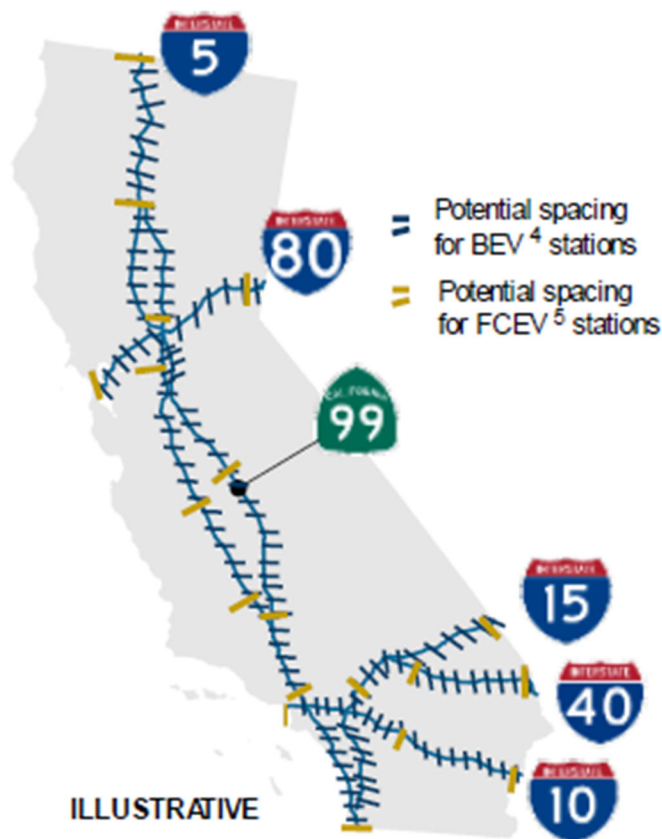 INTERSTATE
5
INTERSTATE
80
Potential spacing
for BEV 4 stations
Potential spacing
for FCEV 5 stations
CALIFORNIA
99
INTERSTATE
15
INTERSTATE
40
INTERSTATE
10
ILLUSTRATIVE